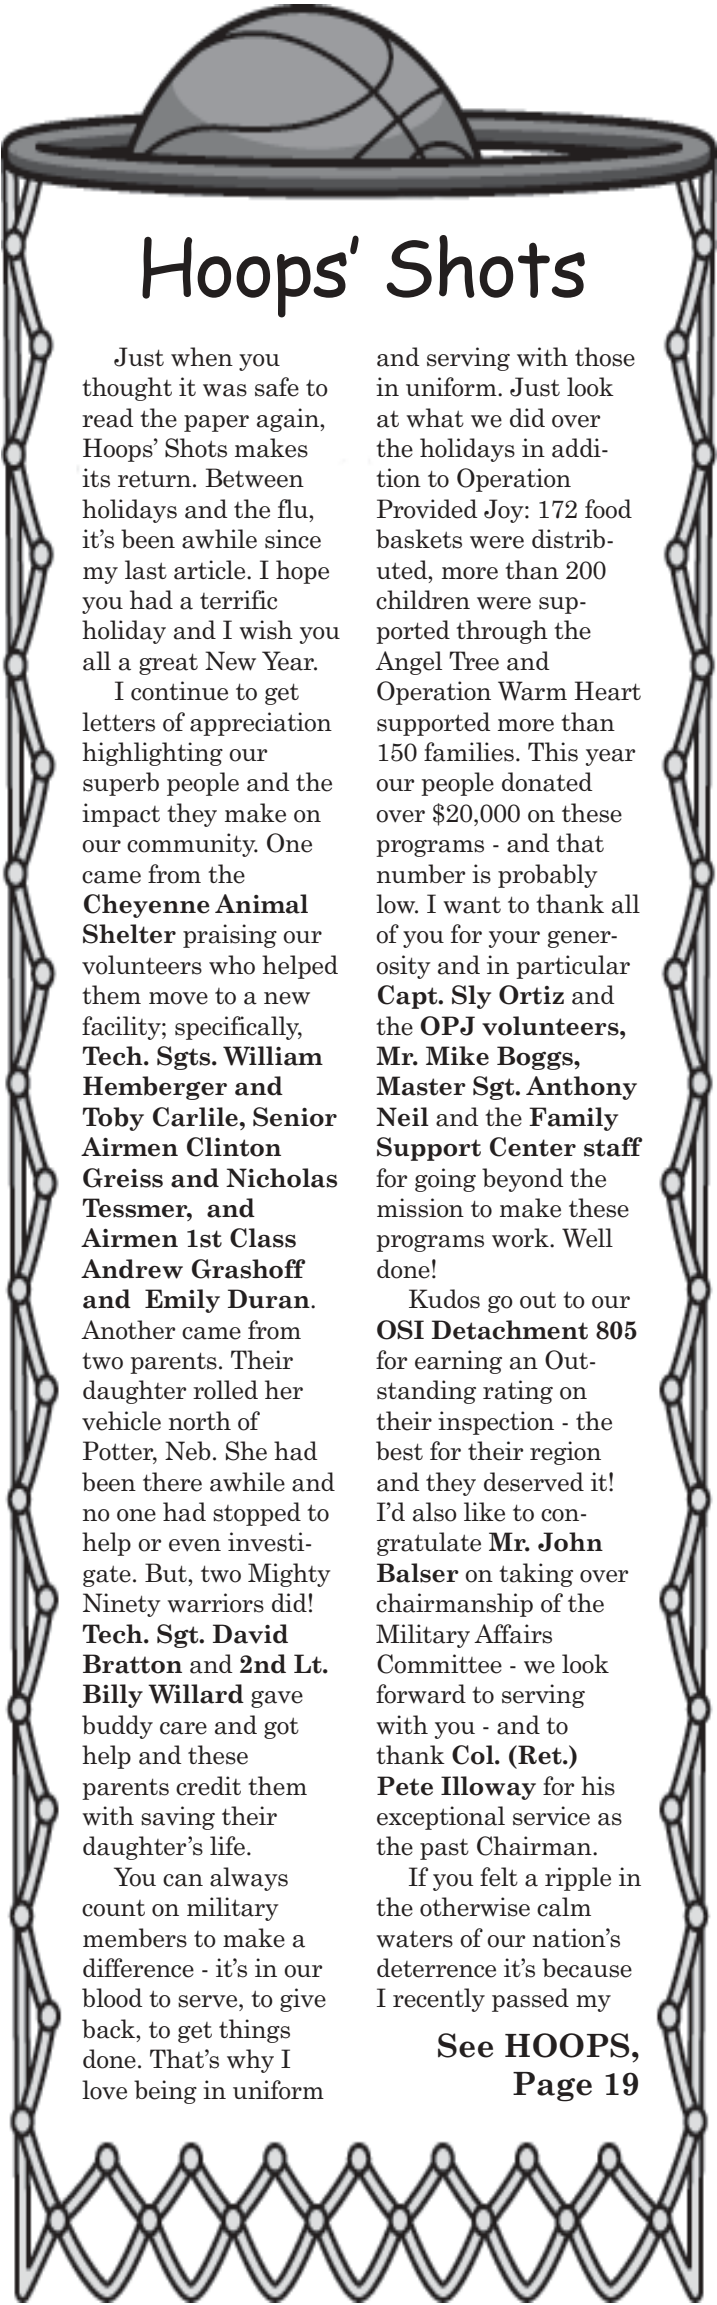 Hoops' Shots
Just when you
thought it was safe to
read the paper again,
Hoops' Shots makes
its return. Between
holidays and the flu,
it's been awhile since
my last article. I hope
you had a terrific
holiday and I wish you
all a great New Year.
I continue to get
letters of appreciation
highlighting our
superb people and the
impact they make on
our community. One
came from the
Cheyenne Animal
Shelter praising our
volunteers who helped
them move to a new
facility; specifically,
Tech. Sgts. William
Hemberger and
Toby Carlile, Senior
Airmen Clinton
Greiss and Nicholas
Tessmer,  and
Airmen 1st Class
Andrew Grashoff
and  Emily Duran.
Another came from
two parents. Their
daughter rolled her
vehicle north of
Potter, Neb. She had
been there awhile and
no one had stopped to
help or even investi-
gate. But, two Mighty
Ninety warriors did!
Tech. Sgt. David
Bratton and 2nd Lt.
Billy Willard gave
buddy care and got
help and these
parents credit them
with saving their
daughter's life.
You can always
count on military
members to make a
difference - it's in our
blood to serve, to give
back, to get things
done. That's why I
love being in uniform
and serving with those
in uniform. Just look
at what we did over
the holidays in addi-
tion to Operation
Provided Joy: 172 food
baskets were distrib-
uted, more than 200
children were sup-
ported through the
Angel Tree and
Operation Warm Heart
supported more than
150 families. This year
our people donated
over $20,000 on these
programs - and that
number is probably
low. I want to thank all
of you for your gener-
osity and in particular
Capt. Sly Ortiz and
the OPJ volunteers,
Mr. Mike Boggs,
Master Sgt. Anthony
Neil and the Family
Support Center staff
for going beyond the
mission to make these
programs work. Well
done!
Kudos go out to our
OSI Detachment 805
for earning an Out-
standing rating on
their inspection - the
best for their region
and they deserved it!
I'd also like to con-
gratulate Mr. John
Balser on taking over
chairmanship of the
Military Affairs
Committee - we look
forward to serving
with you - and to
thank Col. (Ret.)
Pete Illoway for his
exceptional service as
the past Chairman.
If you felt a ripple in
the otherwise calm
waters of our nation's
deterrence it's because
I recently passed my
See HOOPS,
Page 19